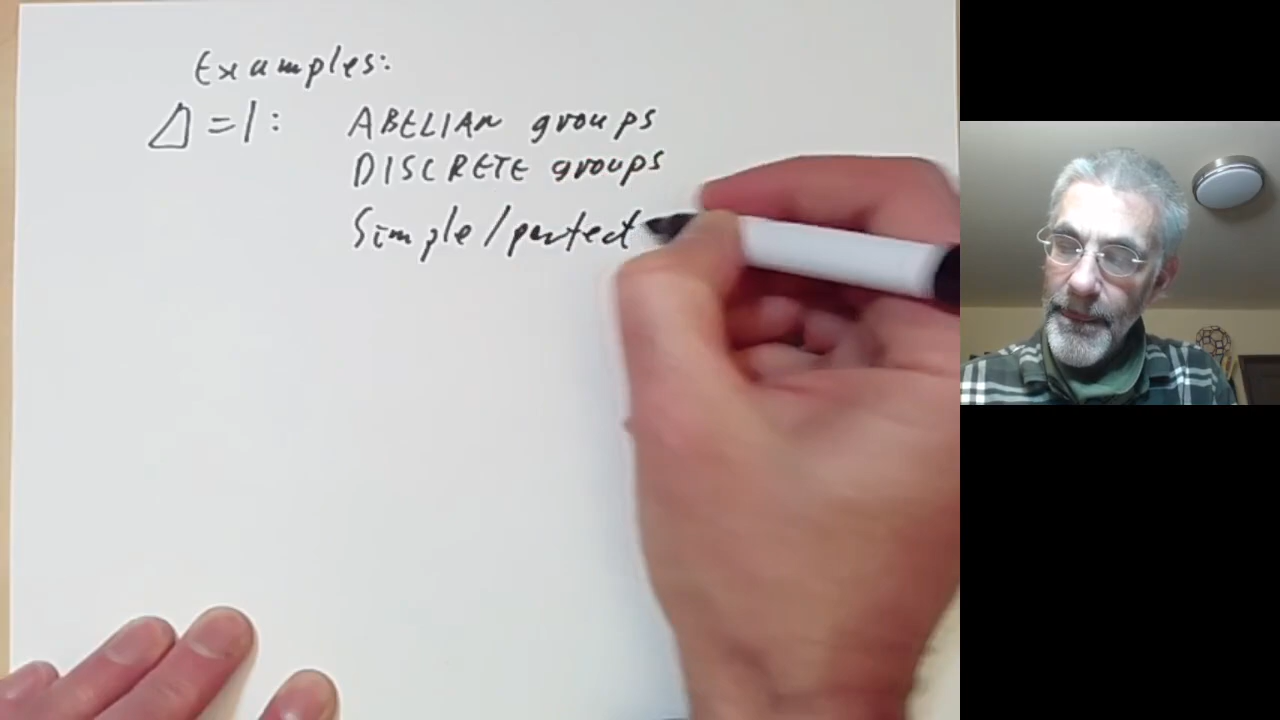 Examples:
Δ = 1: ABELIAN groups
DISCRETE groups
Simple / perfect